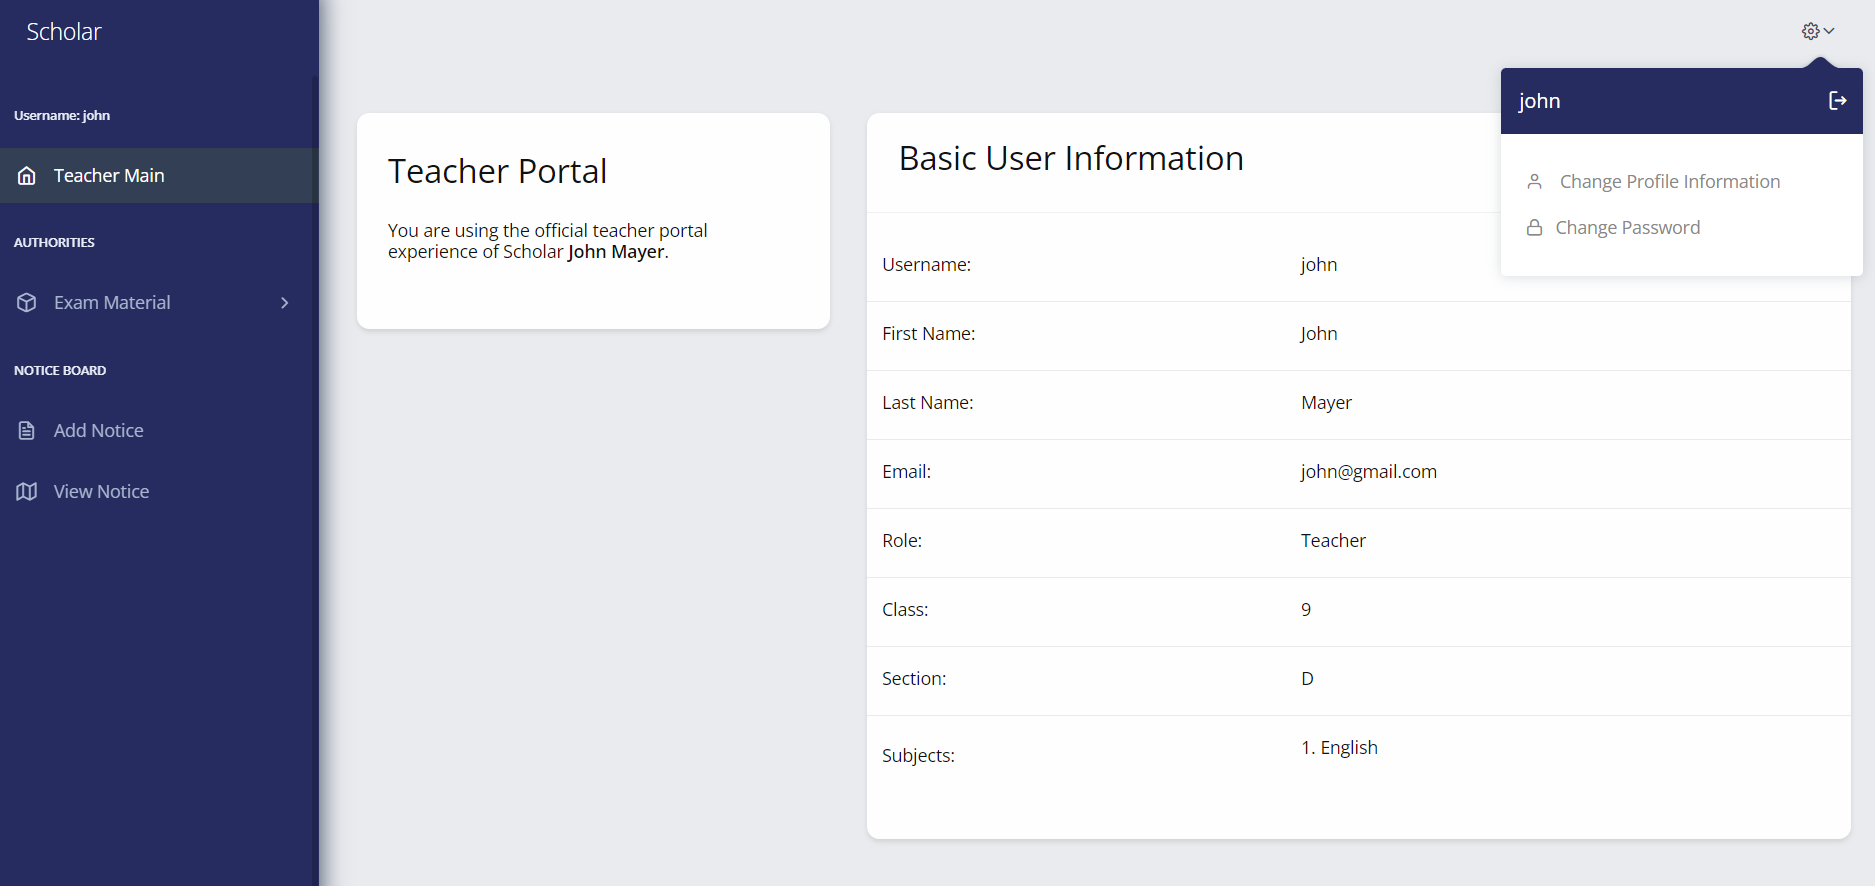 Scholar
Username: john
Teacher Main
AUTHORITIES
Exam Material
NOTICE BOARD
Add Notice
View Notice
Teacher Portal
You are using the official teacher portal
experience of Scholar John Mayer.
Basic User Information
Username: john
First Name: John
Last Name: Mayer
Email: john@gmail.com
Role: Teacher
Class: 9
Section: D
Subjects: 1. English
john
Change Profile Information
Change Password